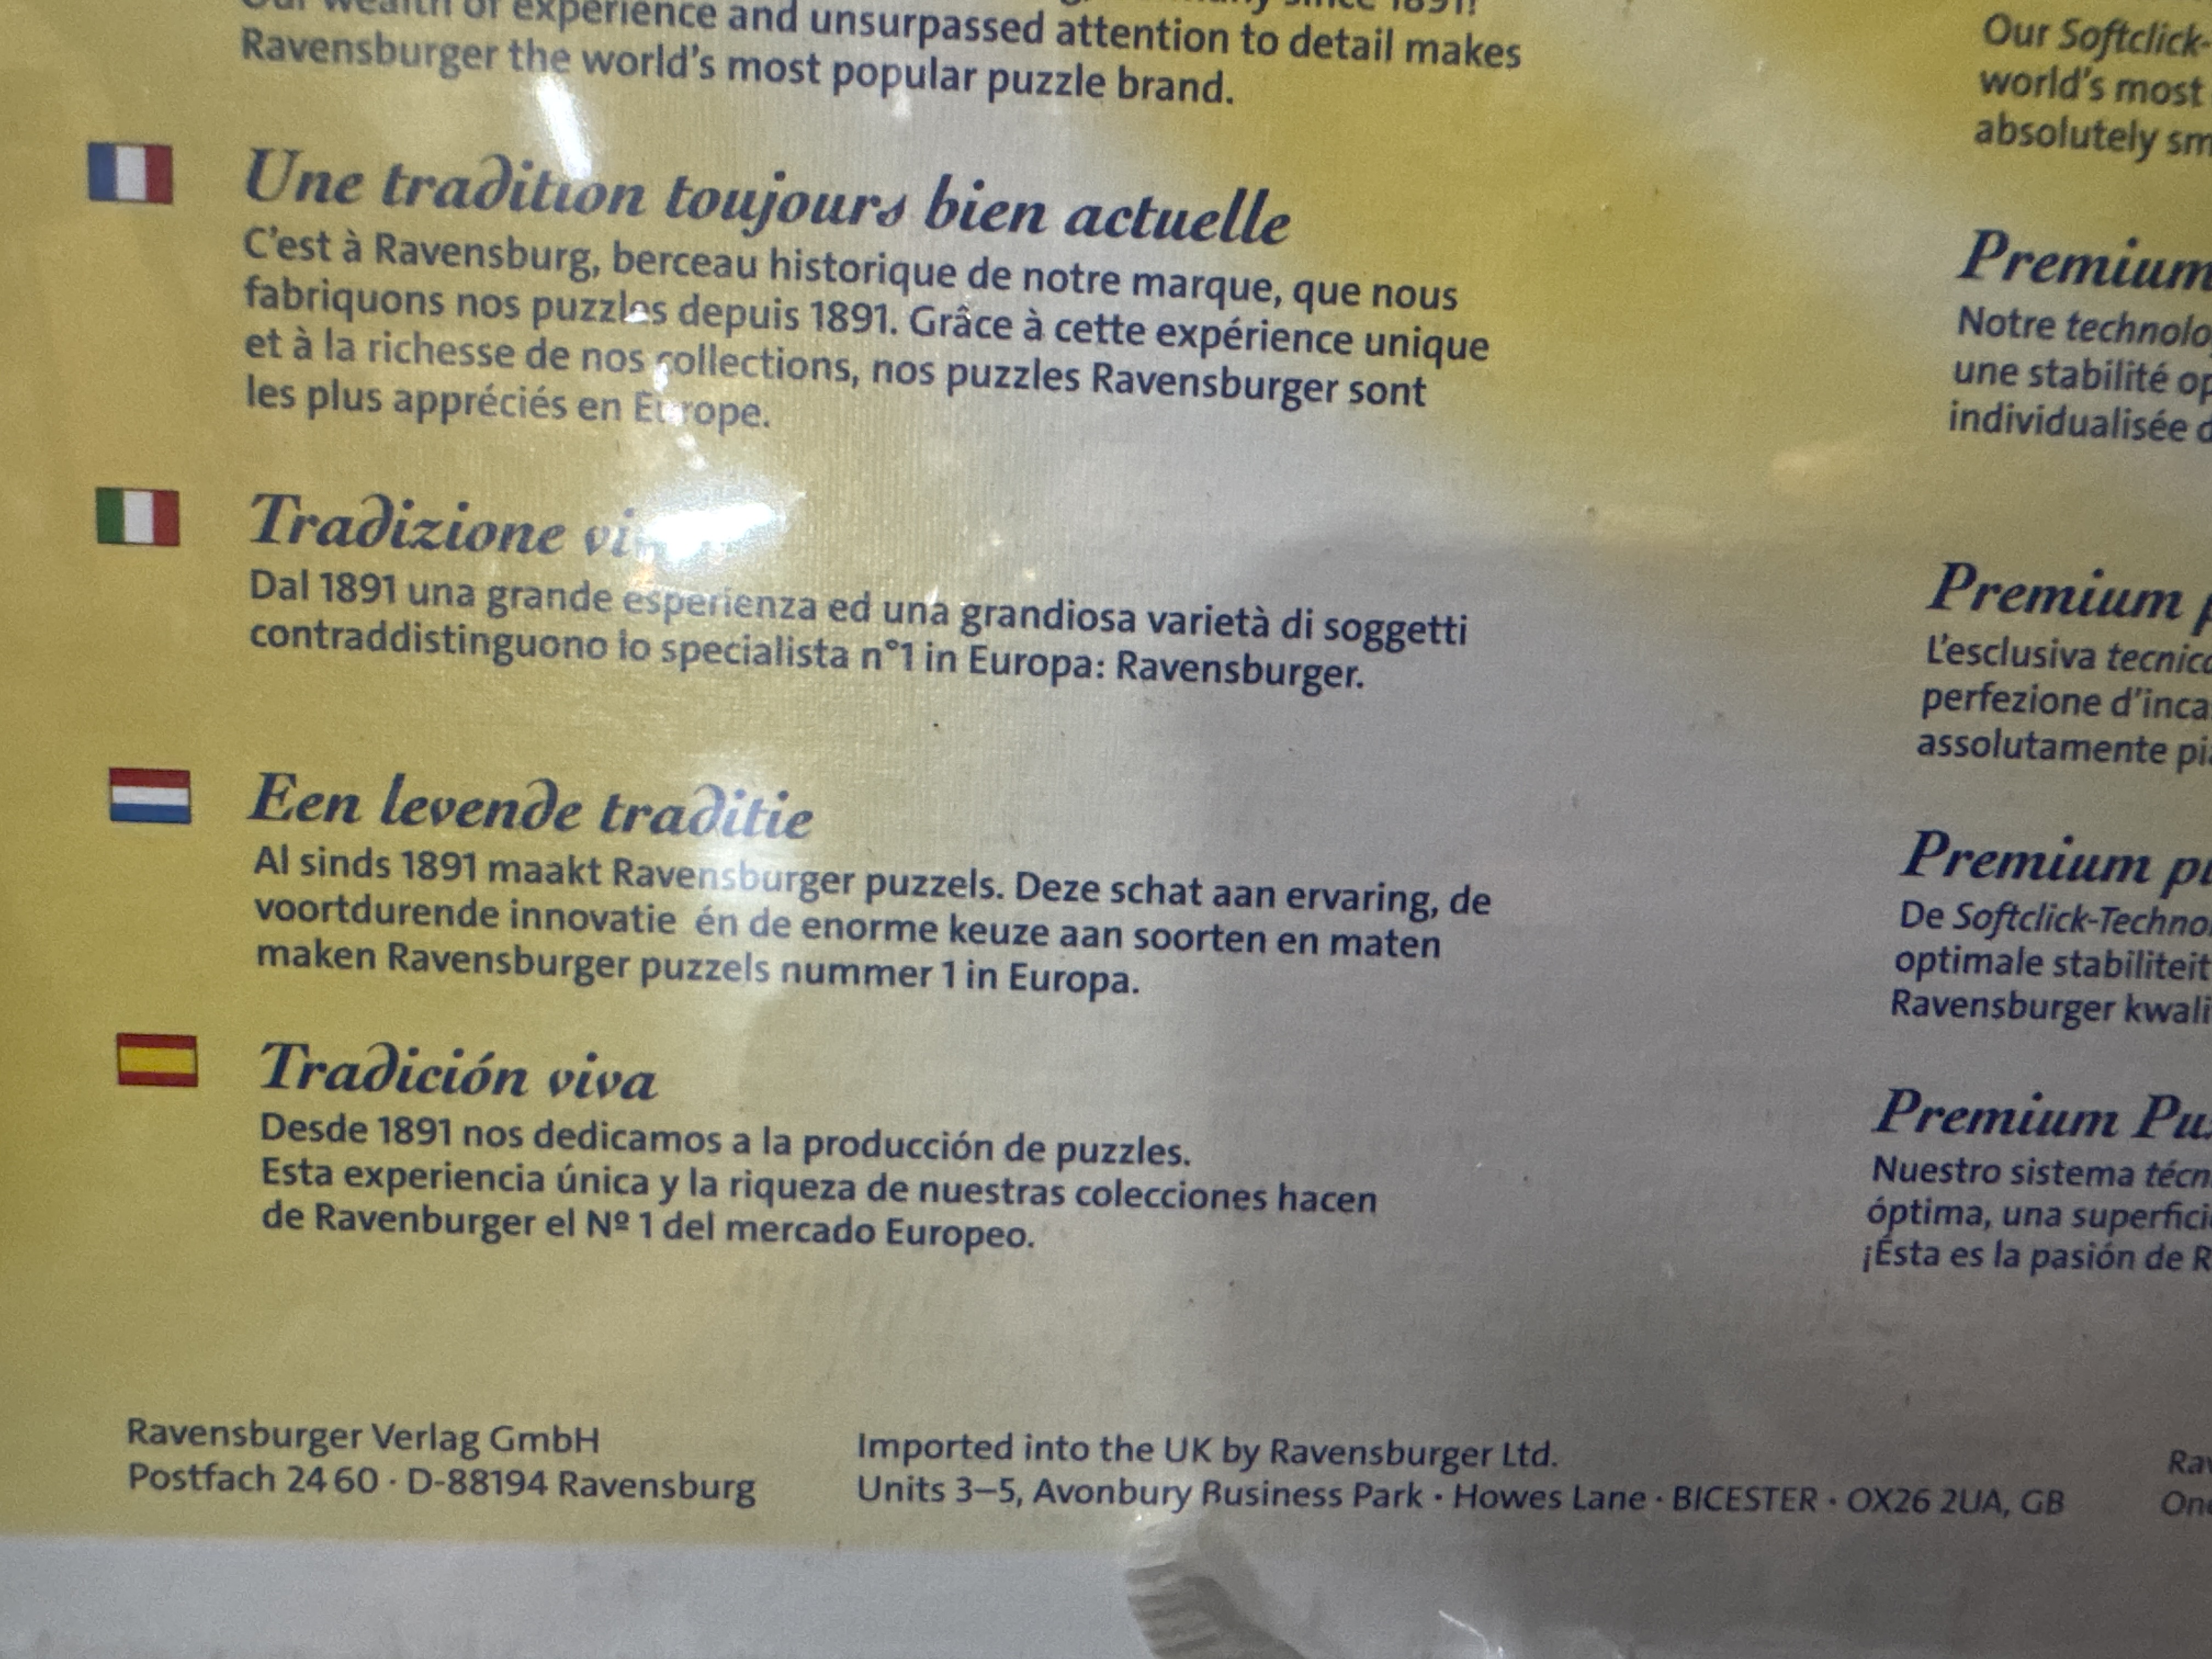 experience and unsurpassed attention to detail makes
Ravensburger the world's most popular puzzle brand.
Une tradition toujours bien actuelle
C'est à Ravensburg, berceau historique de notre marque, que nous
fabriquons nos puzzles depuis 1891. Grâce à cette expérience unique
et à la richesse de nos collections, nos puzzles Ravensburger sont
les plus appréciés en Europe.
Tradizione
Dal 1891 una grande esperienza ed una grandiosa varietà di soggetti
contraddistinguono lo specialista n°1 in Europa: Ravensburger.
Een levende traditie
Al sinds 1891 maakt Ravensburger puzzels. Deze schat aan ervaring, de
voortdurende innovatie én de enorme keuze aan soorten en maten
maken Ravensburger puzzels nummer 1 in Europa.
Tradición viva
Desde 1891 nos dedicamos a la producción de puzzles.
Esta experiencia única y la riqueza de nuestras colecciones hacen
de Ravenburger el Nº 1 del mercado Europeo.
Our Softclick-
world's most
absolutely
Premium
Notre
une stabilité
individualisée
Premium
L'esclusiva
perfezione
assolutamente
Premium
De
optimale stabiliteit
Ravensburger
Premium
Nuestro sistema
óptima, una
¡Ésta es la pasión de
Ravensburger Verlag GmbH
Postfach 24 60 · D-88194 Ravensburg
Imported into the UK by Ravensburger Ltd.
Units 3–5, Avonbury Business Park · Howes Lane · BICESTER · OX26 2UA, GB